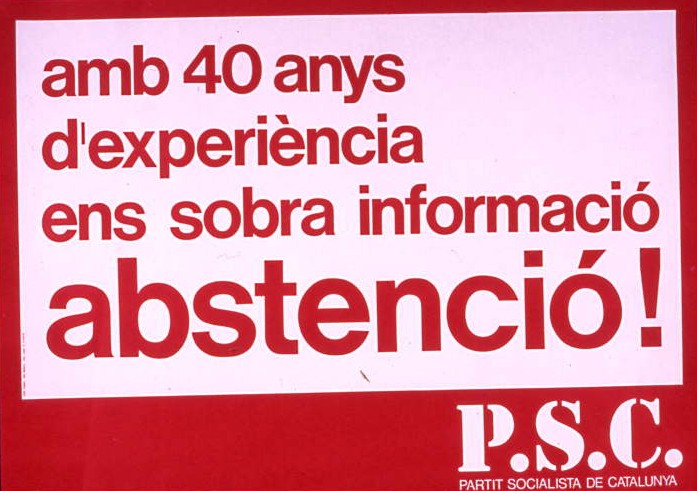 amb 40 anys
d'experiència
ens sobra informació
abstenció!
P.S.C.
PARTIT SOCIALISTA DE CATALUNYA